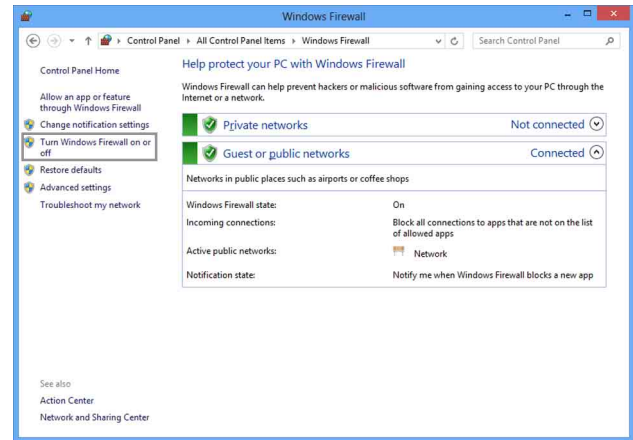 Windows Firewall
Control Panel ▸ All Control Panel Items ▸ Windows Firewall
Search Control Panel
Control Panel Home
Allow an app or feature
through Windows Firewall
Change notification settings
Turn Windows Firewall on or
off
Restore defaults
Advanced settings
Troubleshoot my network
See also
Action Center
Network and Sharing Center
Help protect your PC with Windows Firewall
Windows Firewall can help prevent hackers or malicious software from gaining access to your PC through the
Internet or a network.
Private networks Not connected
Guest or public networks Connected
Networks in public places such as airports or coffee shops
Windows Firewall state: On
Incoming connections: Block all connections to apps that are not on the list
of allowed apps
Active public networks: Network
Notification state: Notify me when Windows Firewall blocks a new app